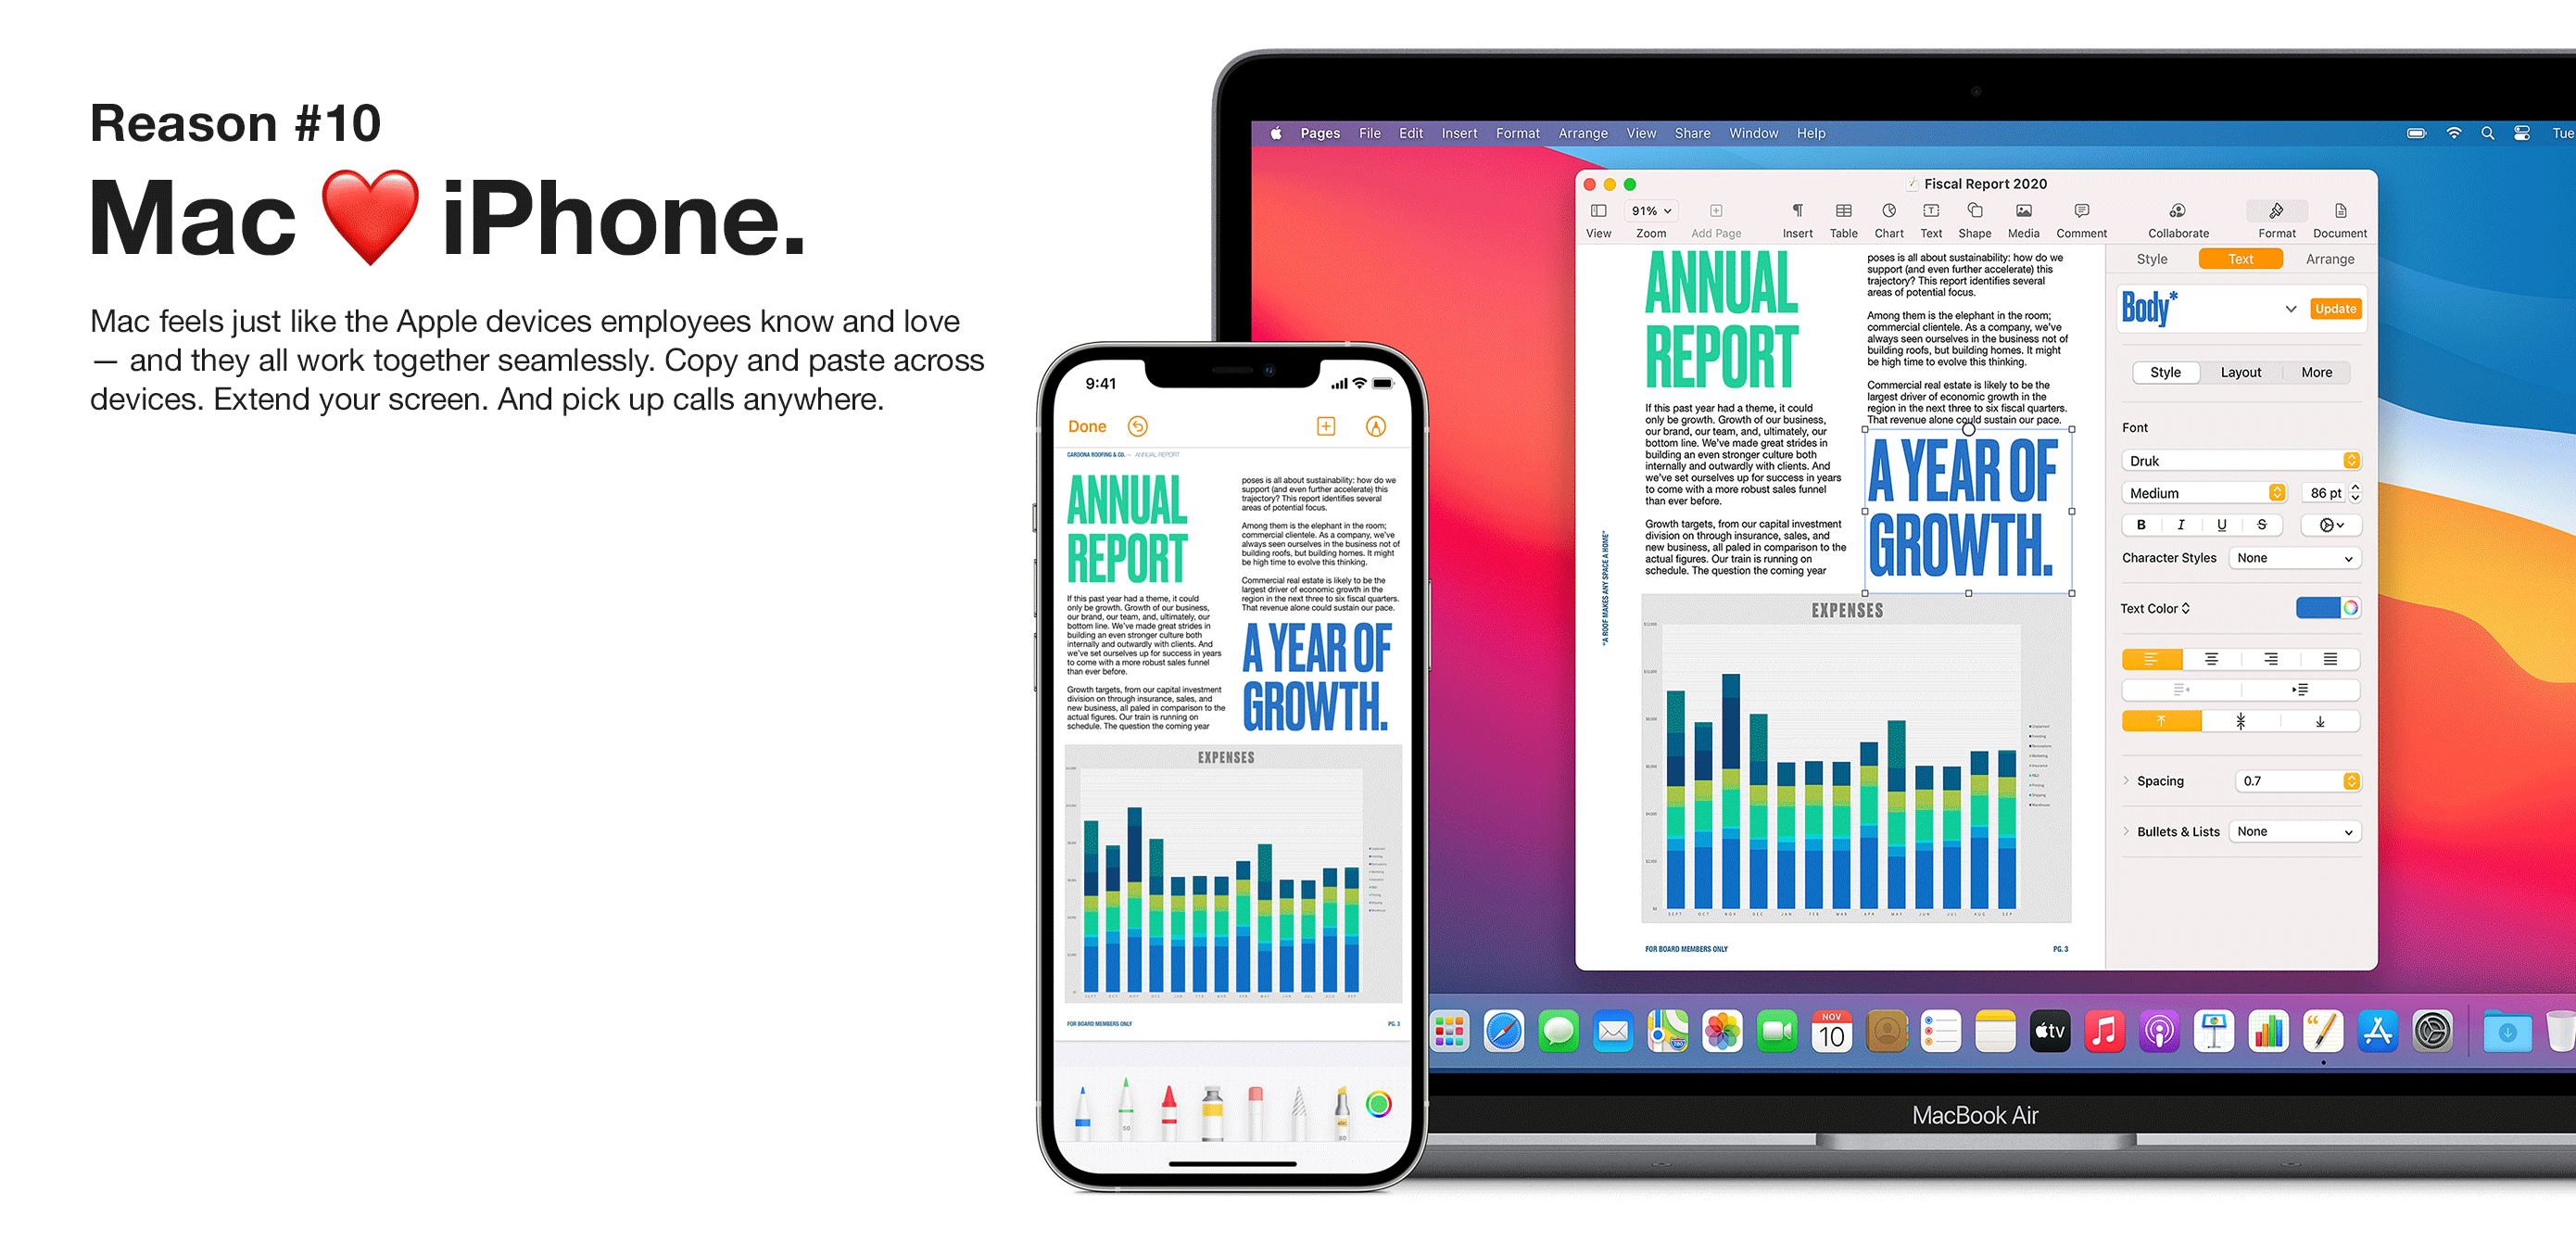 Reason #10
Mac ❤️ iPhone.
Mac feels just like the Apple devices employees know and love
— and they all work together seamlessly. Copy and paste across
devices. Extend your screen. And pick up calls anywhere.
9:41
Done
CARDONA ROOFING & CO. — ANNUAL REPORT
ANNUAL
REPORT
If this past year had a theme, it could
only be growth. Growth of our business,
our brand, our team, and, ultimately, our
bottom line. We've made great strides in
building an even stronger culture both
internally and outwardly with clients. And
we've set ourselves up for success in years
to come with a more robust sales funnel
than ever before.
Growth targets, from our capital investment
division on through insurance, sales, and
new business, all paled in comparison to the
actual figures. Our train is running on
schedule. The question the coming year
poses is all about sustainability: how do we
support (and even further accelerate) this
trajectory? This report identifies several
areas of potential focus.
Among them is the elephant in the room;
commercial clientele. As a company, we've
always seen ourselves in the business not of
building roofs, but building homes. It might
be high time to evolve this thinking.
Commercial real estate is likely to be the
largest driver of economic growth in the
region in the next three to six fiscal quarters.
That revenue alone could sustain our pace.
A YEAR OF
GROWTH.
EXPENSES
FOR BOARD MEMBERS ONLY
PG. 3
50
80
Pages File Edit Insert Format Arrange View Share Window Help
Tue
Fiscal Report 2020
91%
View Zoom Add Page Insert Table Chart Text Shape Media Comment Collaborate Format Document
ANNUAL
REPORT
If this past year had a theme, it could
only be growth. Growth of our business,
our brand, our team, and, ultimately, our
bottom line. We've made great strides in
building an even stronger culture both
internally and outwardly with clients. And
we've set ourselves up for success in years
to come with a more robust sales funnel
than ever before.
Growth targets, from our capital investment
division on through insurance, sales, and
new business, all paled in comparison to the
actual figures. Our train is running on
schedule. The question the coming year
poses is all about sustainability: how do we
support (and even further accelerate) this
trajectory? This report identifies several
areas of potential focus.
Among them is the elephant in the room;
commercial clientele. As a company, we've
always seen ourselves in the business not of
building roofs, but building homes. It might
be high time to evolve this thinking.
Commercial real estate is likely to be the
largest driver of economic growth in the
region in the next three to six fiscal quarters.
That revenue alone could sustain our pace.
A YEAR OF
GROWTH.
"A ROOF MAKES ANY SPACE A HOME"
EXPENSES
SEPT OCT NOV DEC JAN FEB MAR APR MAY JUN JUL AUG SEP
FOR BOARD MEMBERS ONLY
PG. 3
Style Text Arrange
Body*
Update
Style Layout More
Font
Druk
Medium
86 pt
B I U S
Character Styles None
Text Color
Spacing 0.7
Bullets & Lists None
NOV
10
tv
MacBook Air